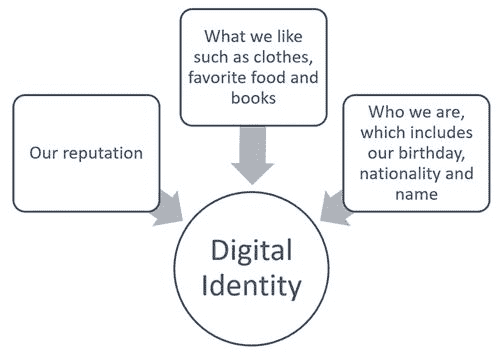 What we like
such as clothes,
favorite food and
books
Our reputation
Who we are,
which includes
our birthday,
nationality and
name
Digital
Identity